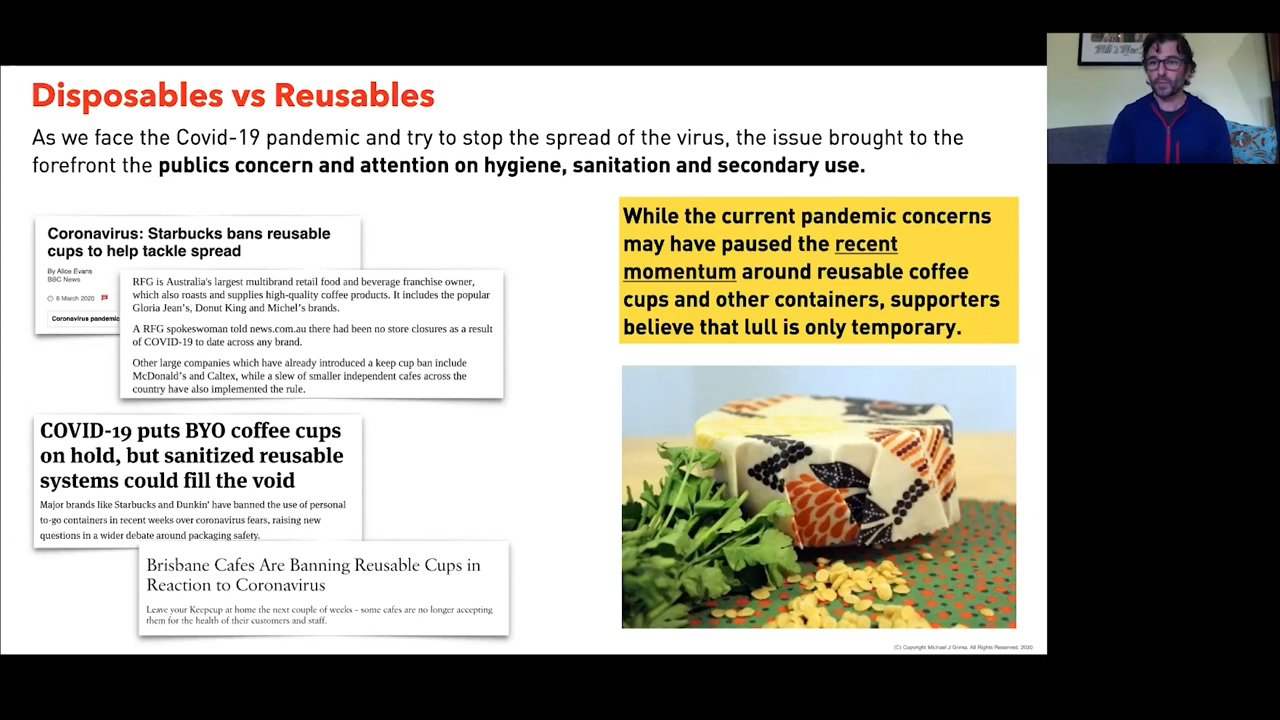 Disposables vs Reusables
As we face the Covid-19 pandemic and try to stop the spread of the virus, the issue brought to the
forefront the publics concern and attention on hygiene, sanitation and secondary use.
Coronavirus: Starbucks bans reusable
cups to help tackle spread
By Alice Evans
BBC News
6 March 2020
Coronavirus pandemic
RFG is Australia's largest multibrand retail food and beverage franchise owner,
which also roasts and supplies high-quality coffee products. It includes the popular
Gloria Jean's, Donut King and Michel's brands.
A RFG spokeswoman told news.com.au there had been no store closures as a result
of COVID-19 to date across any brand.
Other large companies which have already introduced a keep cup ban include
McDonald's and Caltex, while a slew of smaller independent cafes across the
country have also implemented the rule.
COVID-19 puts BYO coffee cups
on hold, but sanitized reusable
systems could fill the void
Major brands like Starbucks and Dunkin' have banned the use of personal
to-go containers in recent weeks over coronavirus fears, raising new
questions in a wider debate around packaging safety.
Brisbane Cafes Are Banning Reusable Cups in
Reaction to Coronavirus
Leave your Keepcup at home the next couple of weeks – some cafes are no longer accepting
them for the health of their customers and staff.
While the current pandemic concerns
may have paused the recent
momentum around reusable coffee
cups and other containers, supporters
believe that lull is only temporary.
(C) Copyright Michael J Grima. All Rights Reserved. 2020